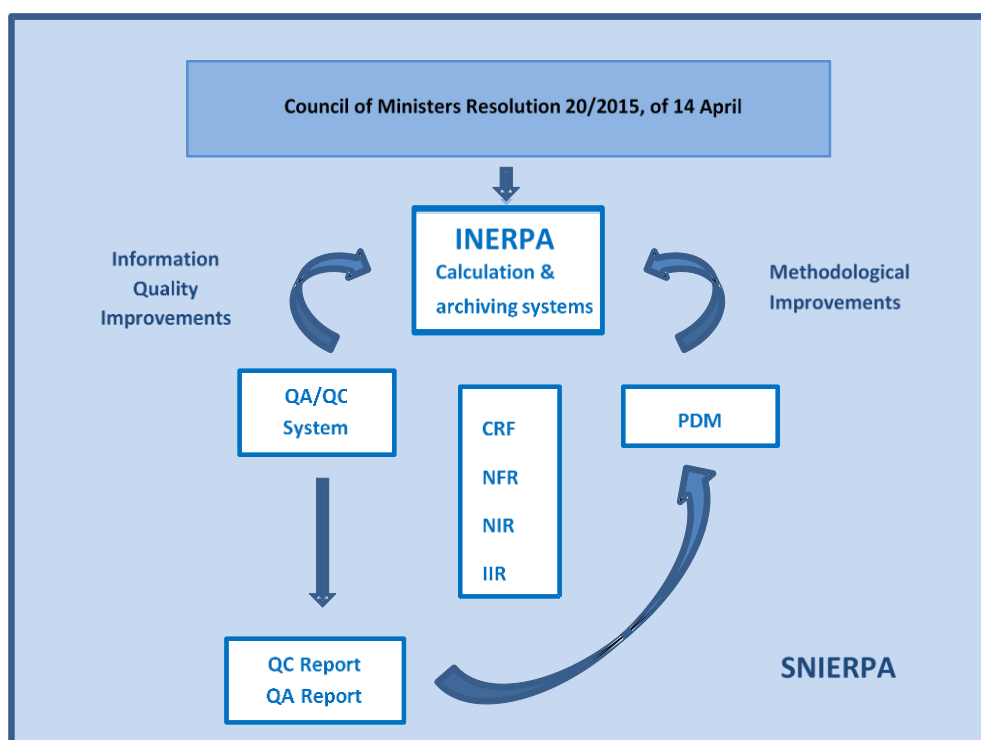 Council of Ministers Resolution 20/2015, of 14 April
INERPA
Calculation &
archiving systems
Information
Quality
Improvements
Methodological
Improvements
QA/QC
System
CRF
NFR
NIR
IIR
PDM
QC Report
QA Report
SNIERPA